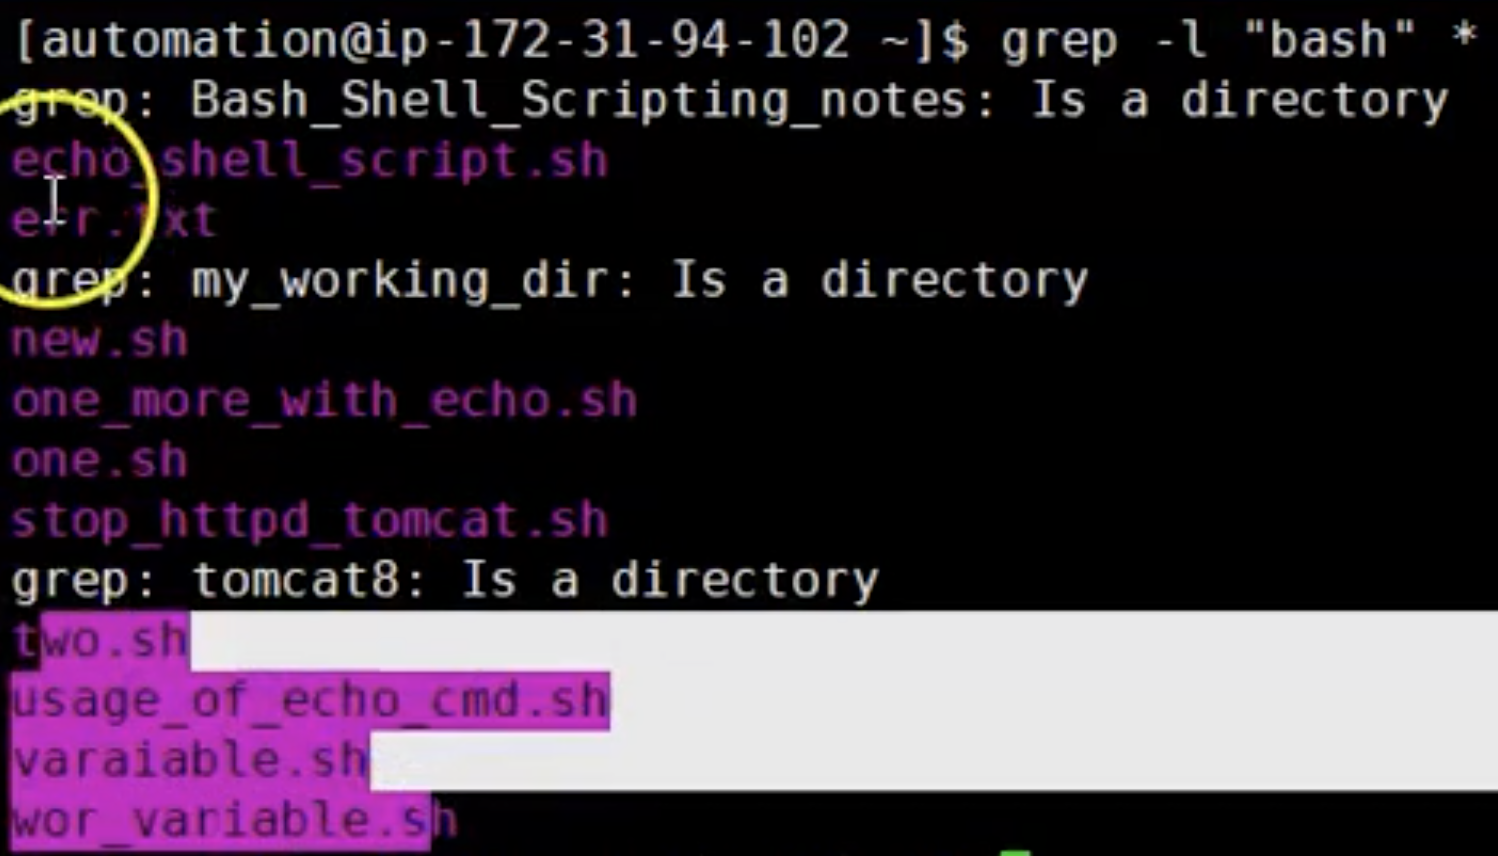 [automation@ip-172-31-94-102 ~]$ grep -l "bash" *
grep: Bash_Shell_Scripting_notes: Is a directory
echo_shell_script.sh
err.txt
grep: my_working_dir: Is a directory
new.sh
one_more_with_echo.sh
one.sh
stop_httpd_tomcat.sh
grep: tomcat8: Is a directory
two.sh
usage_of_echo_cmd.sh
varaiable.sh
wor_variable.sh